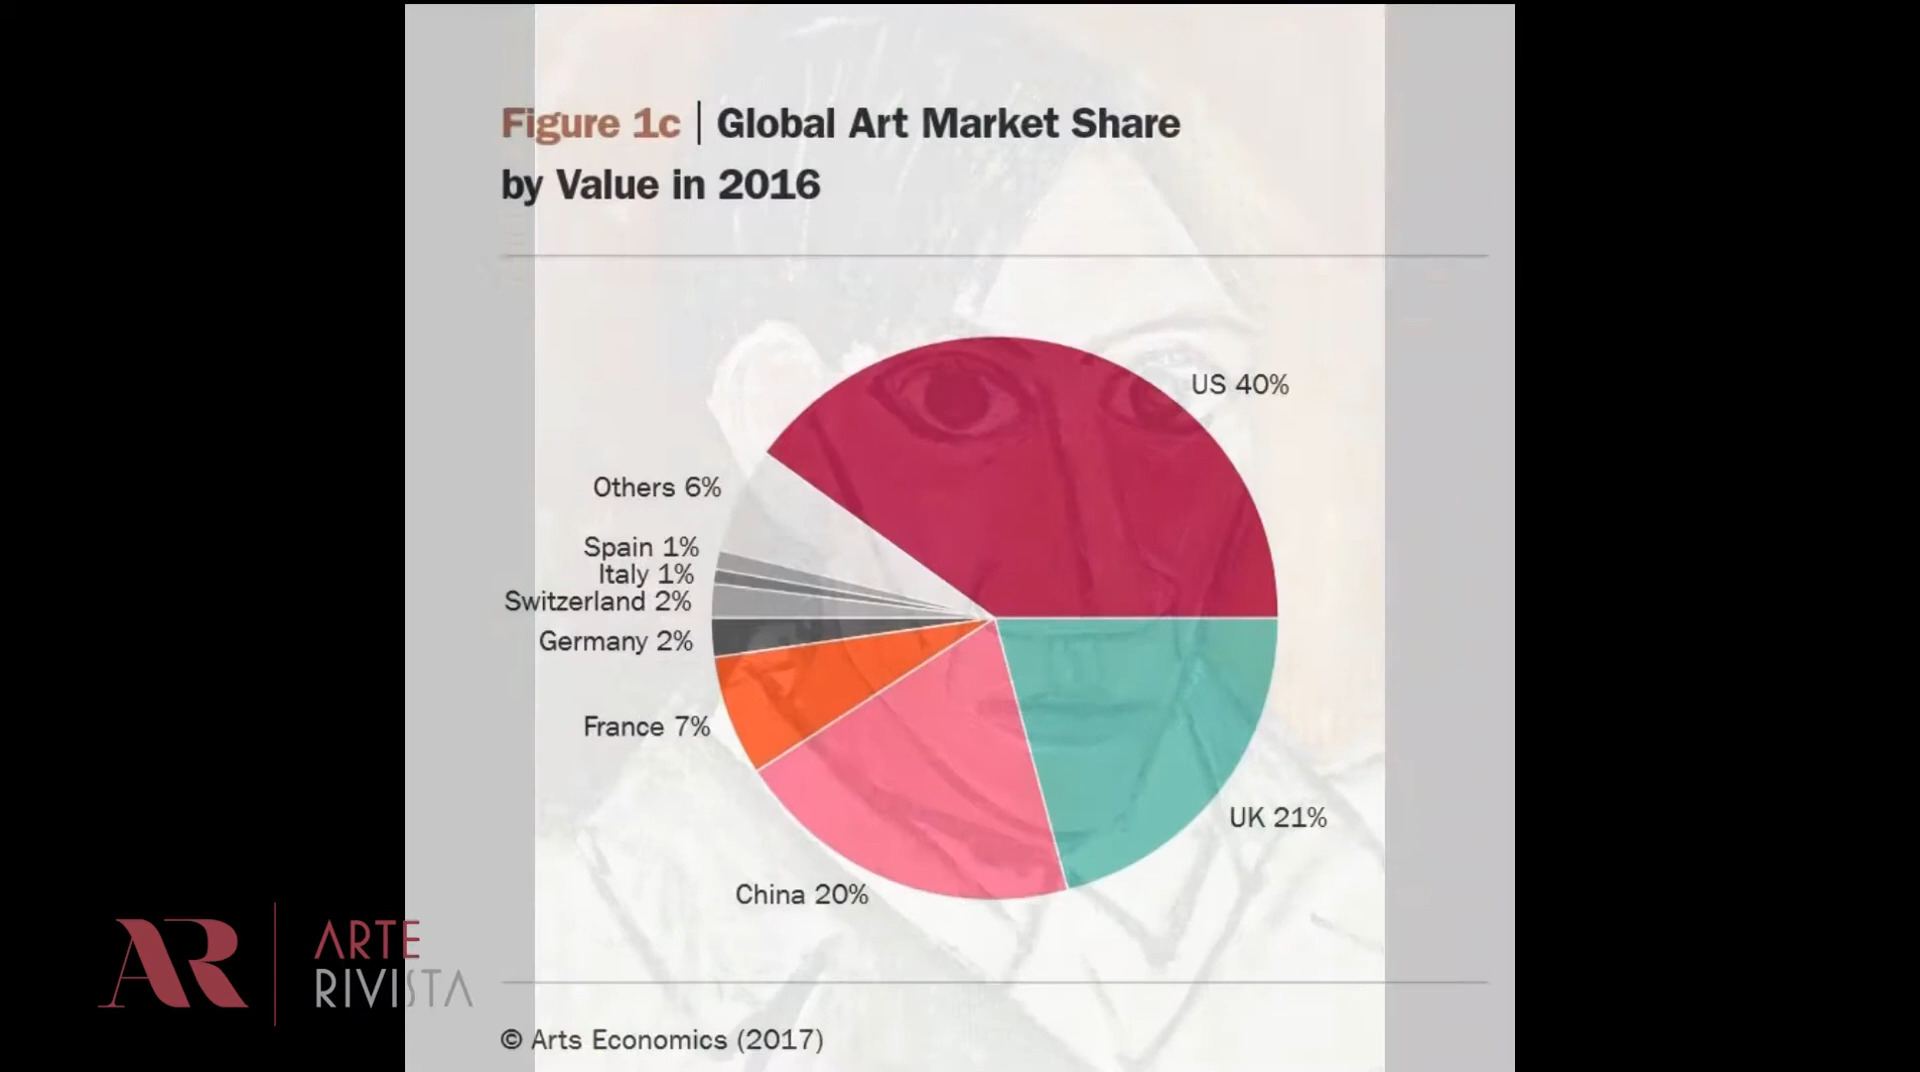 Figure 1c | Global Art Market Share
by Value in 2016
US 40%
Others 6%
Spain 1%
Italy 1%
Switzerland 2%
Germany 2%
France 7%
UK 21%
China 20%
AR | ARTE
RIVISTA
© Arts Economics (2017)